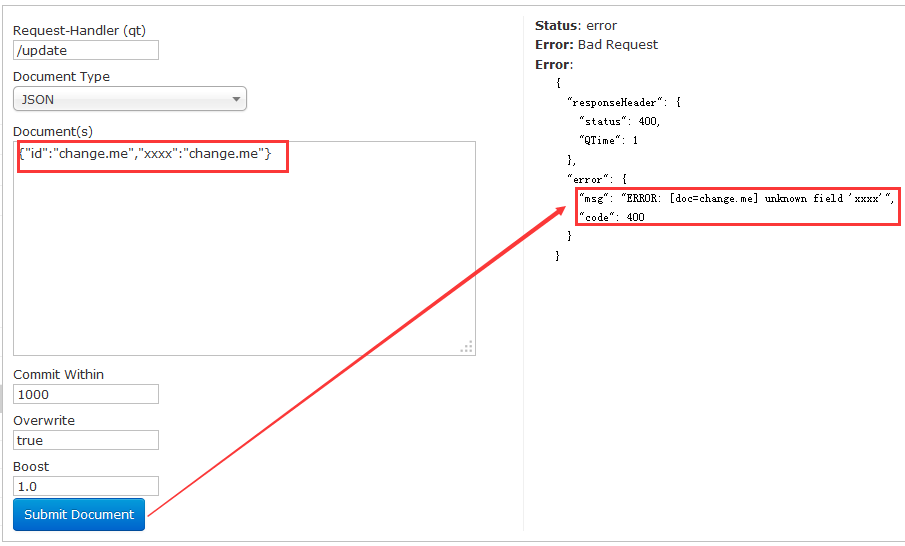 Request-Handler (qt)
/update
Document Type
JSON
Document(s)
{"id":"change.me","xxxx":"change.me"}
Commit Within
1000
Overwrite
true
Boost
1.0
Submit Document
Status: error
Error: Bad Request
Error:
{
"responseHeader": {
"status": 400,
"QTime": 1
},
"error": {
"msg": "ERROR: [doc=change.me] unknown field 'xxxx'",
"code": 400
}
}